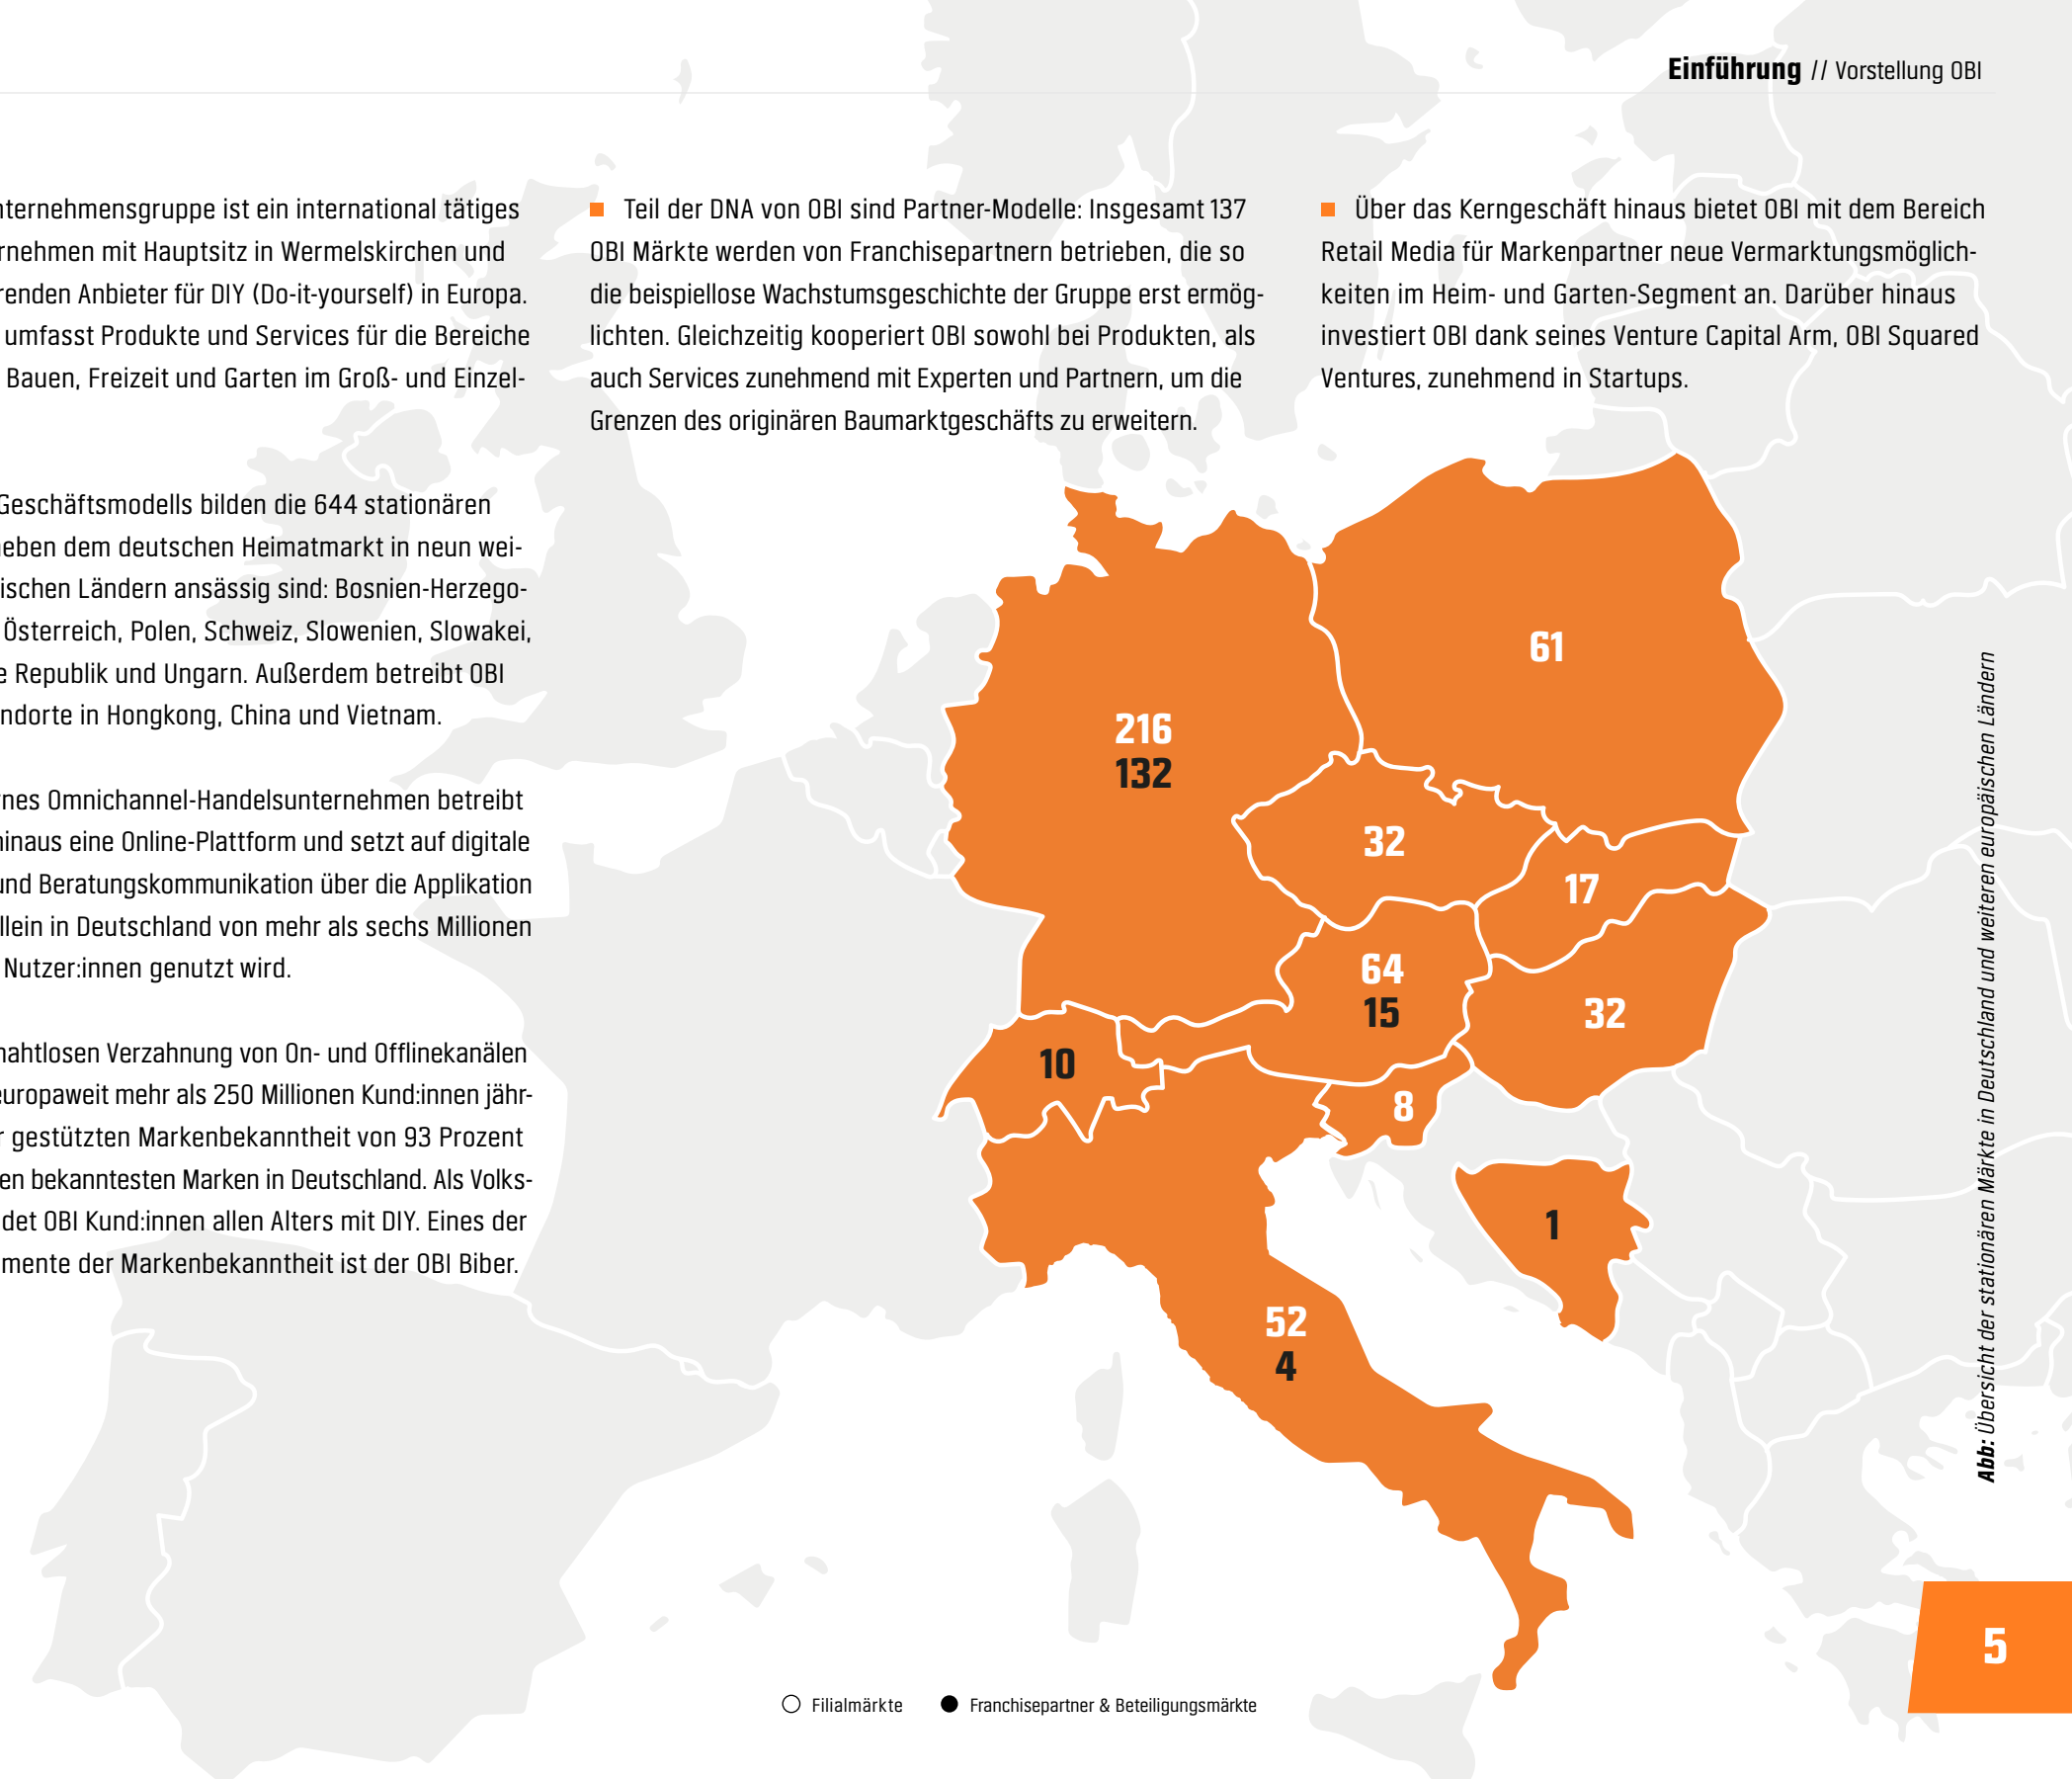 Einführung // Vorstellung OBI
nternehmensgruppe ist ein international tätiges
rnehmen mit Hauptsitz in Wermelskirchen und
renden Anbieter für DIY (Do-it-yourself) in Europa.
umfasst Produkte und Services für die Bereiche
Bauen, Freizeit und Garten im Groß- und Einzel-
Geschäftsmodells bilden die 644 stationären
eben dem deutschen Heimatmarkt in neun wei-
ischen Ländern ansässig sind: Bosnien-Herzego-
Österreich, Polen, Schweiz, Slowenien, Slowakei,
e Republik und Ungarn. Außerdem betreibt OBI
ndorte in Hongkong, China und Vietnam.
rnes Omnichannel-Handelsunternehmen betreibt
hinaus eine Online-Plattform und setzt auf digitale
und Beratungskommunikation über die Applikation
llein in Deutschland von mehr als sechs Millionen
Nutzer:innen genutzt wird.
nahtlosen Verzahnung von On- und Offlinekanälen
europaweit mehr als 250 Millionen Kund:innen jähr-
r gestützten Markenbekanntheit von 93 Prozent
en bekanntesten Marken in Deutschland. Als Volks-
det OBI Kund:innen allen Alters mit DIY. Eines der
mente der Markenbekanntheit ist der OBI Biber.
Teil der DNA von OBI sind Partner-Modelle: Insgesamt 137
OBI Märkte werden von Franchisepartnern betrieben, die so
die beispiellose Wachstumsgeschichte der Gruppe erst ermög-
lichten. Gleichzeitig kooperiert OBI sowohl bei Produkten, als
auch Services zunehmend mit Experten und Partnern, um die
Grenzen des originären Baumarktgeschäfts zu erweitern.
Über das Kerngeschäft hinaus bietet OBI mit dem Bereich
Retail Media für Markenpartner neue Vermarktungsmöglich-
keiten im Heim- und Garten-Segment an. Darüber hinaus
investiert OBI dank seines Venture Capital Arm, OBI Squared
Ventures, zunehmend in Startups.
61
216
132
32
17
64
15
32
10
8
1
52
4
Filialmärkte
Franchisepartner & Beteiligungsmärkte
Abb: Übersicht der stationären Märkte in Deutschland und weiteren europäischen Ländern
5